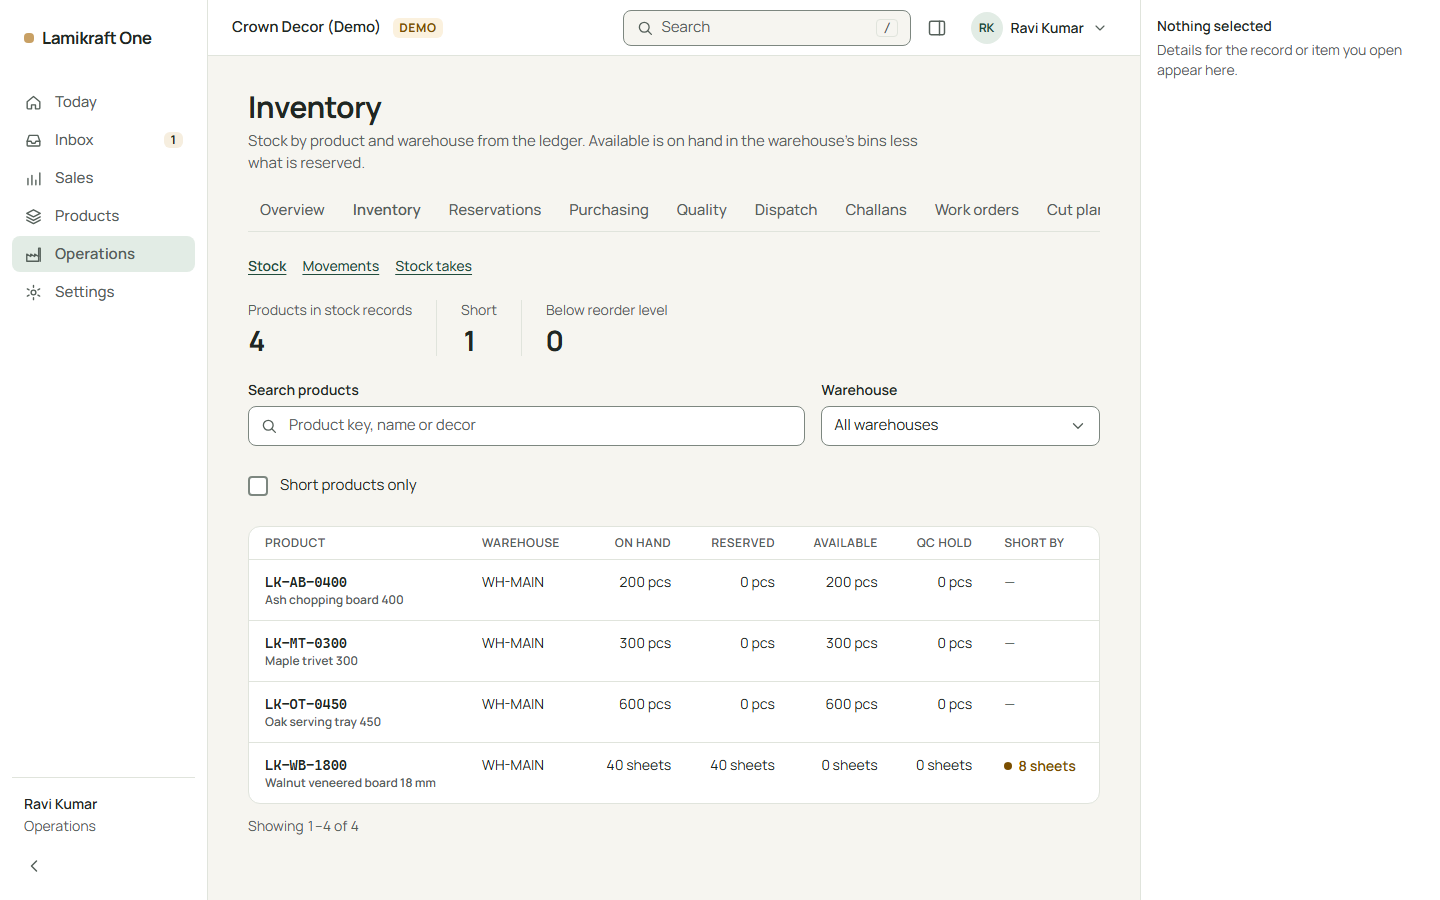 Lamikraft One
Today
Inbox 1
Sales
Products
Operations
Settings
Ravi Kumar
Operations
Crown Decor (Demo) DEMO
Search /
RK Ravi Kumar
Inventory
Stock by product and warehouse from the ledger. Available is on hand in the warehouse's bins less
what is reserved.
Overview Inventory Reservations Purchasing Quality Dispatch Challans Work orders Cut plan
Stock Movements Stock takes
Products in stock records Short Below reorder level
4 1 0
Search products Warehouse
Product key, name or decor All warehouses
Short products only
PRODUCT WAREHOUSE ON HAND RESERVED AVAILABLE QC HOLD SHORT BY
LK-AB-0400 WH-MAIN 200 pcs 0 pcs 200 pcs 0 pcs —
Ash chopping board 400
LK-MT-0300 WH-MAIN 300 pcs 0 pcs 300 pcs 0 pcs —
Maple trivet 300
LK-OT-0450 WH-MAIN 600 pcs 0 pcs 600 pcs 0 pcs —
Oak serving tray 450
LK-WB-1800 WH-MAIN 40 sheets 40 sheets 0 sheets 0 sheets 8 sheets
Walnut veneered board 18 mm
Showing 1–4 of 4
Nothing selected
Details for the record or item you open
appear here.